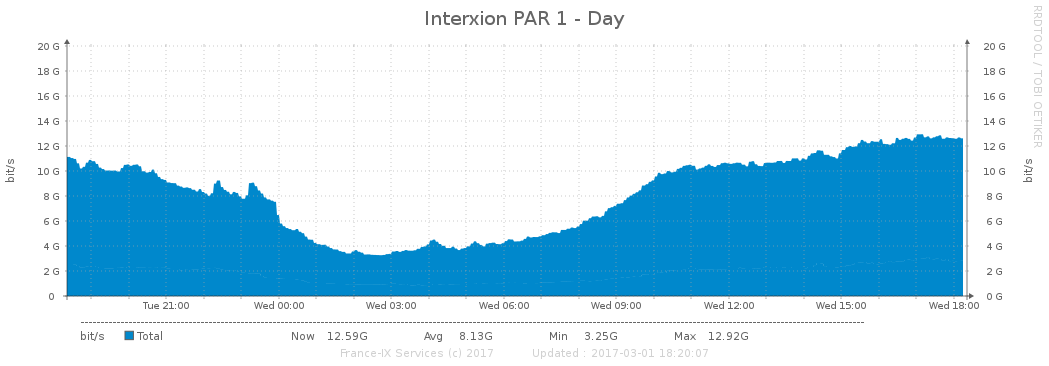 Interxion PAR 1 - Day
RRDTOOL / TOBI OETIKER
20 G 20 G
18 G 18 G
16 G 16 G
14 G 14 G
12 G 12 G
10 G 10 G
8 G 8 G
6 G 6 G
4 G 4 G
2 G 2 G
0 0 G
bit/s
bit/s
Tue 21:00 Wed 00:00 Wed 03:00 Wed 06:00 Wed 09:00 Wed 12:00 Wed 15:00 Wed 18:00
bit/s Total Now 12.59G Avg 8.13G Min 3.25G Max 12.92G
France-IX Services (c) 2017 Updated : 2017-03-01 18:20:07